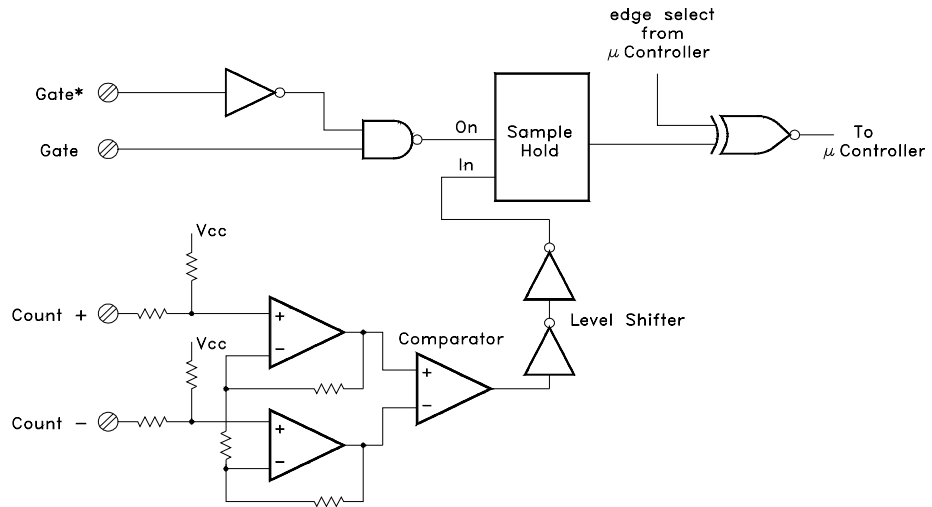 edge select
from
μ Controller
Gate*
Gate
On
In
Sample
Hold
To
μ Controller
Vcc
Count +
+
−
Vcc
Count −
+
−
Comparator
+
−
Level Shifter